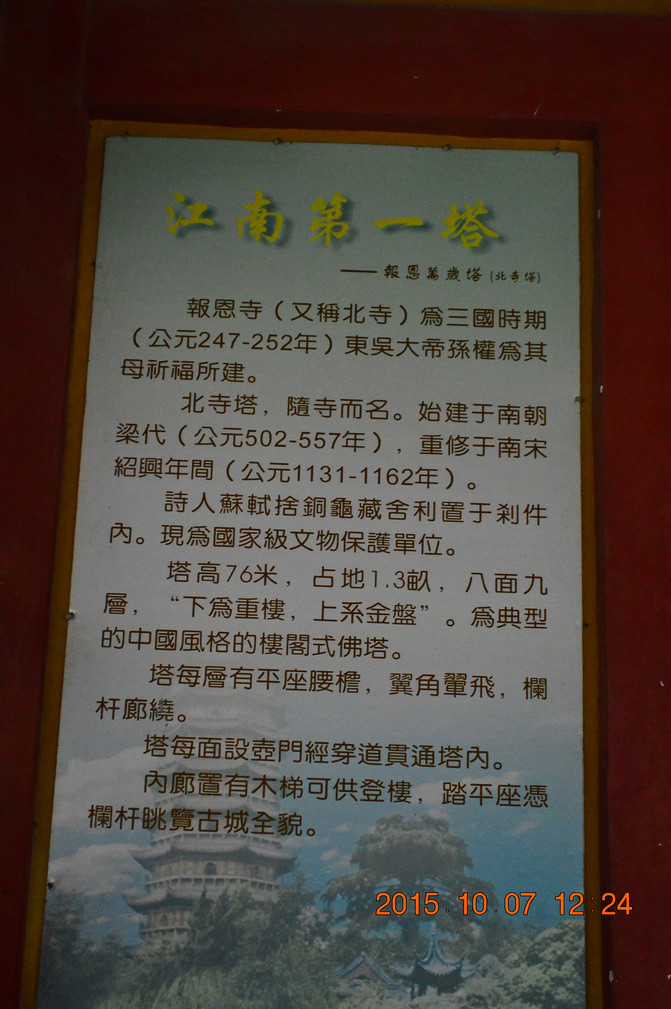 江南第一塔
——報恩萬歲塔(北寺塔)
報恩寺（又稱北寺）爲三國時期
（公元247-252年）東吳大帝孫權爲其
母祈福所建。
北寺塔，隨寺而名。始建于南朝
梁代（公元502-557年），重修于南宋
紹興年間（公元1131-1162年）。
詩人蘇軾捨銅龜藏舍利置于刹件
內。現爲國家級文物保護單位。
塔高76米，占地1.3畝，八面九
層，“下爲重樓，上系金盤”。爲典型
的中國風格的樓閣式佛塔。
塔每層有平座腰檐，翼角翬飛，欄
杆廊繞。
塔每面設壺門經穿道貫通塔內。
內廊置有木梯可供登樓，踏平座憑
欄杆眺覽古城全貌。
2015.10.07 12:24